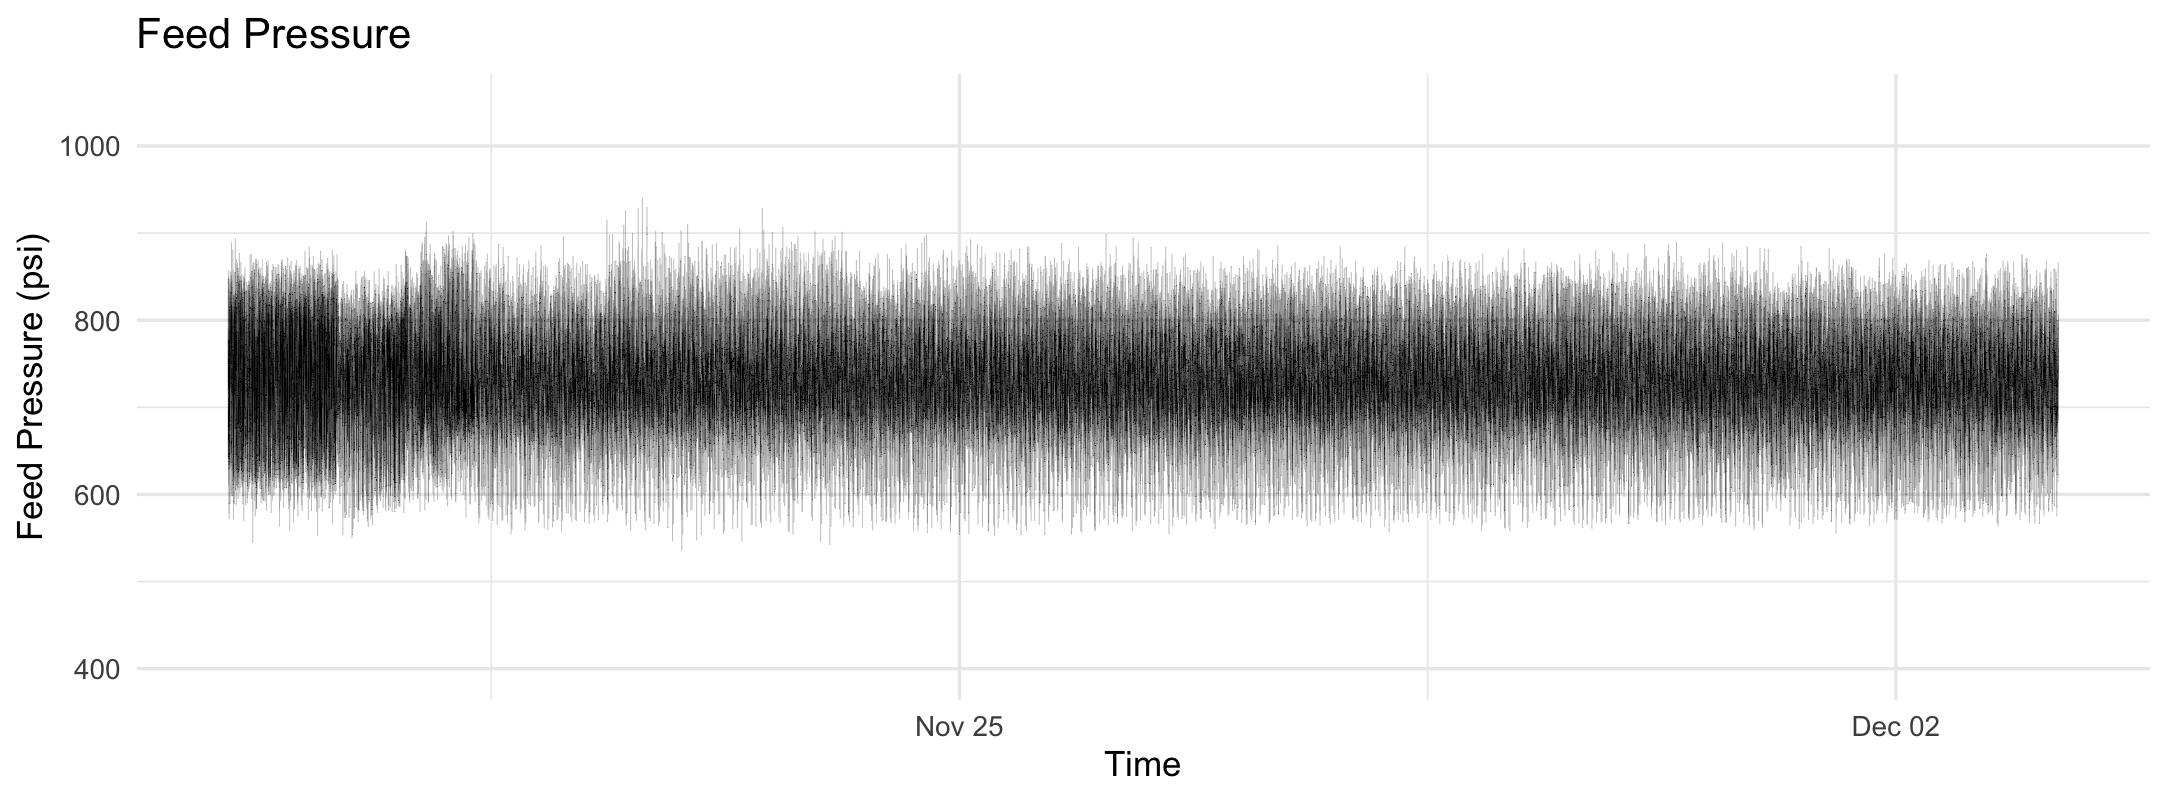 Feed Pressure
Feed Pressure (psi)
1000
800
600
400
Nov 25
Dec 02
Time